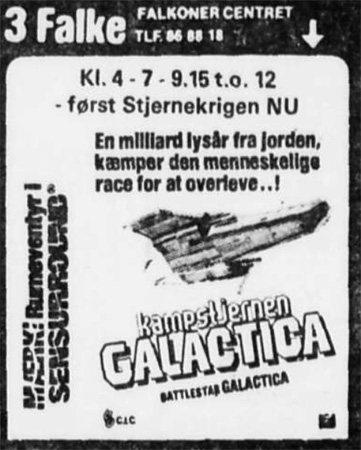 3 Falke
FALKONER CENTRET
TLF. 86 88 18
Kl. 4 - 7 - 9.15 t.o. 12
- først Stjernekrigen NU
En milliard lysår fra jorden,
kæmper den menneskelige
race for at overleve..!
MÆRK! Rumeventyr i
SENSURROUND
kampstjernen
GALACTICA
BATTLESTAR GALACTICA
C.I.C